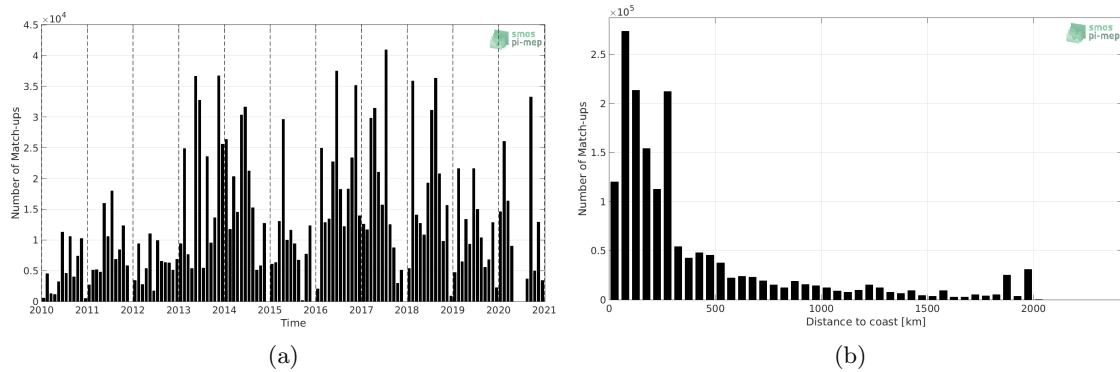 ×10⁴
4.5
4
3.5
3
2.5
2
1.5
1
0.5
0
Number of Match-ups
2010 2011 2012 2013 2014 2015 2016 2017 2018 2019 2020 2021
Time
smos
pi-mep
(a)
×10⁵
2.5
2
1.5
1
0.5
0
Number of Match-ups
0 500 1000 1500 2000
Distance to coast [km]
smos
pi-mep
(b)